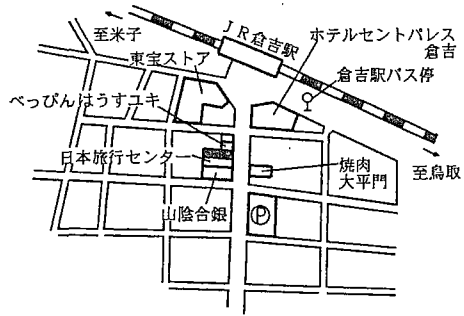 至米子
JR倉吉駅
ホテルセントパレス
倉吉
東宝ストア
倉吉駅バス停
べっぴんはうすユキ
日本旅行センター
焼肉
大平門
至鳥取
山陰合銀
P